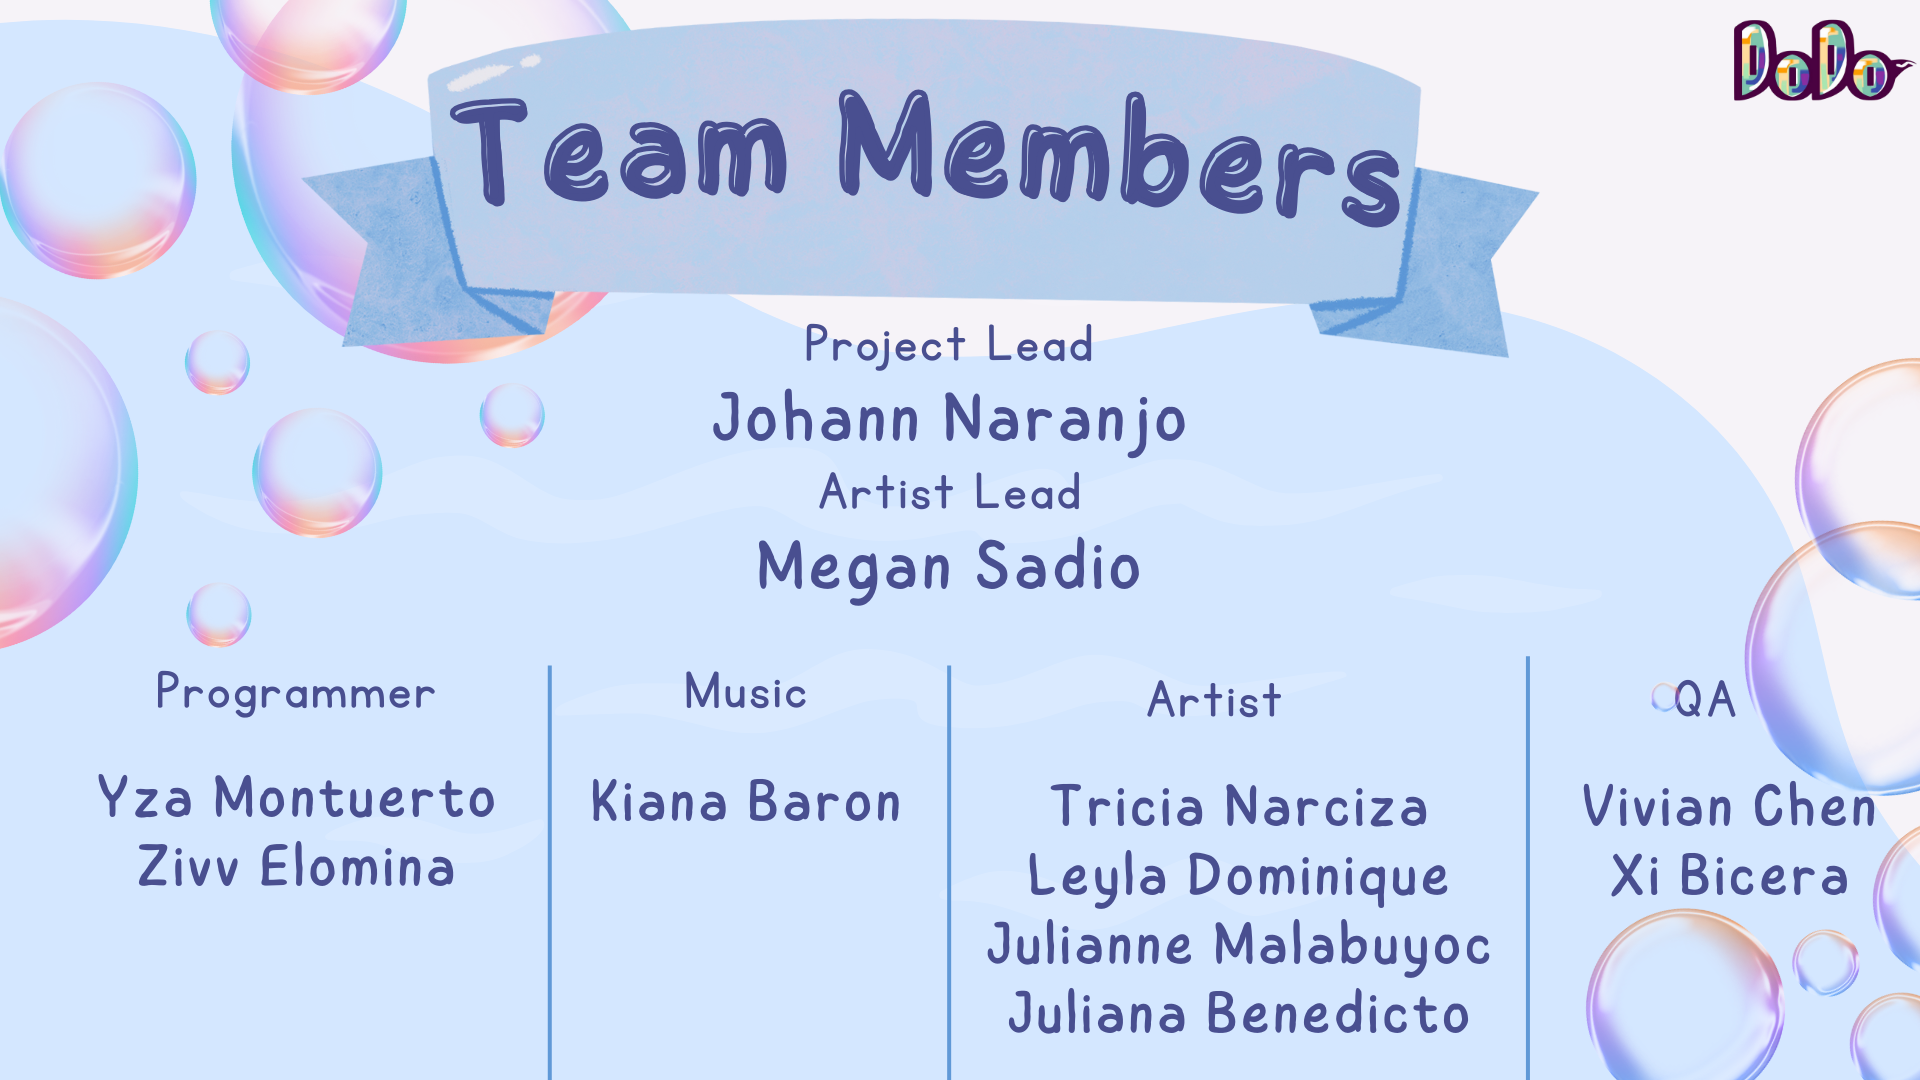 DoDo
Team Members
Project Lead
Johann Naranjo
Artist Lead
Megan Sadio
Programmer
Yza Montuerto
Zivv Elomina
Music
Kiana Baron
Artist
Tricia Narciza
Leyla Dominique
Julianne Malabuyoc
Juliana Benedicto
QA
Vivian Chen
Xi Bicera